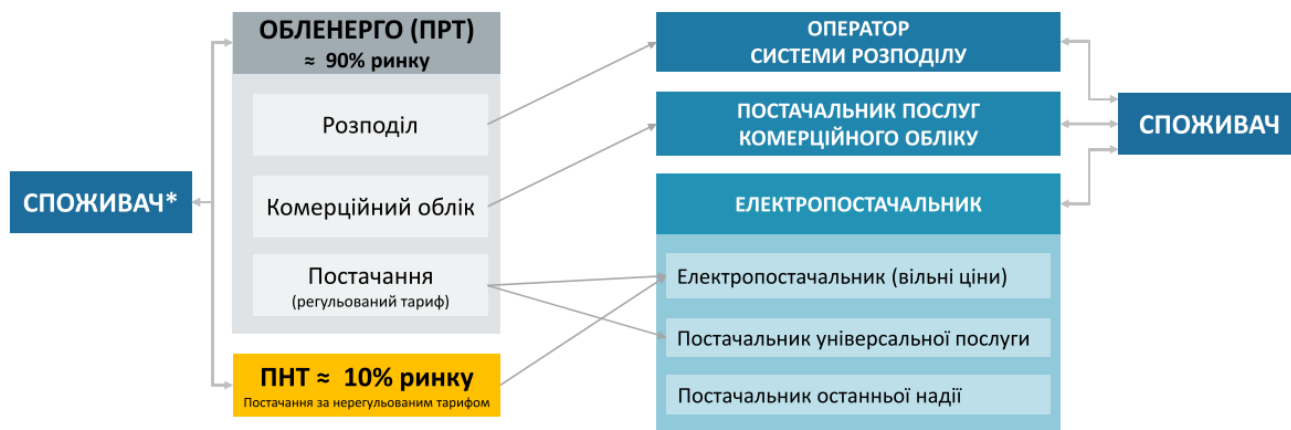 СПОЖИВАЧ*
ОБЛЕНЕРГО (ПРТ)
≈ 90% ринку
Розподіл
Комерційний облік
Постачання
(регульований тариф)
ПНТ ≈ 10% ринку
Постачання за нерегульованим тарифом
ОПЕРАТОР
СИСТЕМИ РОЗПОДІЛУ
ПОСТАЧАЛЬНИК ПОСЛУГ
КОМЕРЦІЙНОГО ОБЛІКУ
ЕЛЕКТРОПОСТАЧАЛЬНИК
Електропостачальник (вільні ціни)
Постачальник універсальної послуги
Постачальник останньої надії
СПОЖИВАЧ